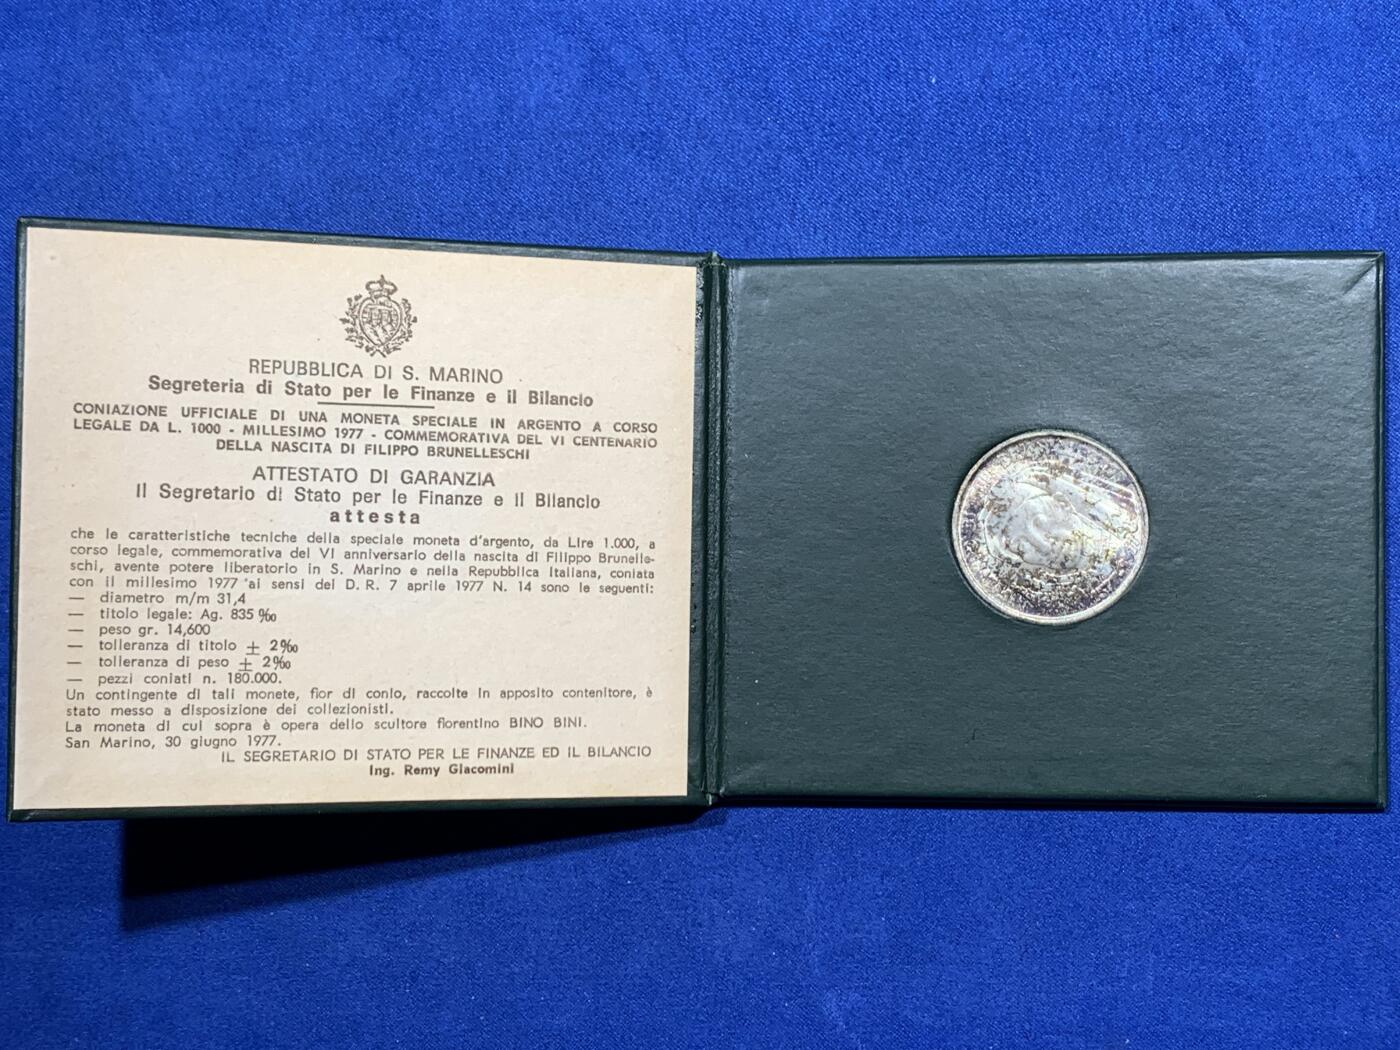 REPUBBLICA DI S. MARINO
Segreteria di Stato per le Finanze e il Bilancio
CONIAZIONE UFFICIALE DI UNA MONETA SPECIALE IN ARGENTO A CORSO
LEGALE DA L. 1000 - MILLESIMO 1977 - COMMEMORATIVA DEL VI CENTENARIO
DELLA NASCITA DI FILIPPO BRUNELLESCHI
ATTESTATO DI GARANZIA
Il Segretario di Stato per le Finanze e il Bilancio
attesta
che le caratteristiche tecniche della speciale moneta d'argento, da Lire 1.000, a
corso legale, commemorativa del VI anniversario della nascita di Filippo Brunelle-
schi, avente potere liberatorio in S. Marino e nella Repubblica Italiana, coniata
con il millesimo 1977 ai sensi del D. R. 7 aprile 1977 N. 14 sono le seguenti:
— diametro m/m 31,4
— titolo legale: Ag. 835 ‰
— peso gr. 14,600
— tolleranza di titolo ± 2‰
— tolleranza di peso ± 2‰
— pezzi coniati n. 180.000.
Un contingente di tali monete, fior di conio, raccolte in apposito contenitore, è
stato messo a disposizione dei collezionisti.
La moneta di cui sopra è opera dello scultore fiorentino BINO BINI.
San Marino, 30 giugno 1977.
IL SEGRETARIO DI STATO PER LE FINANZE ED IL BILANCIO
Ing. Remy Giacomini